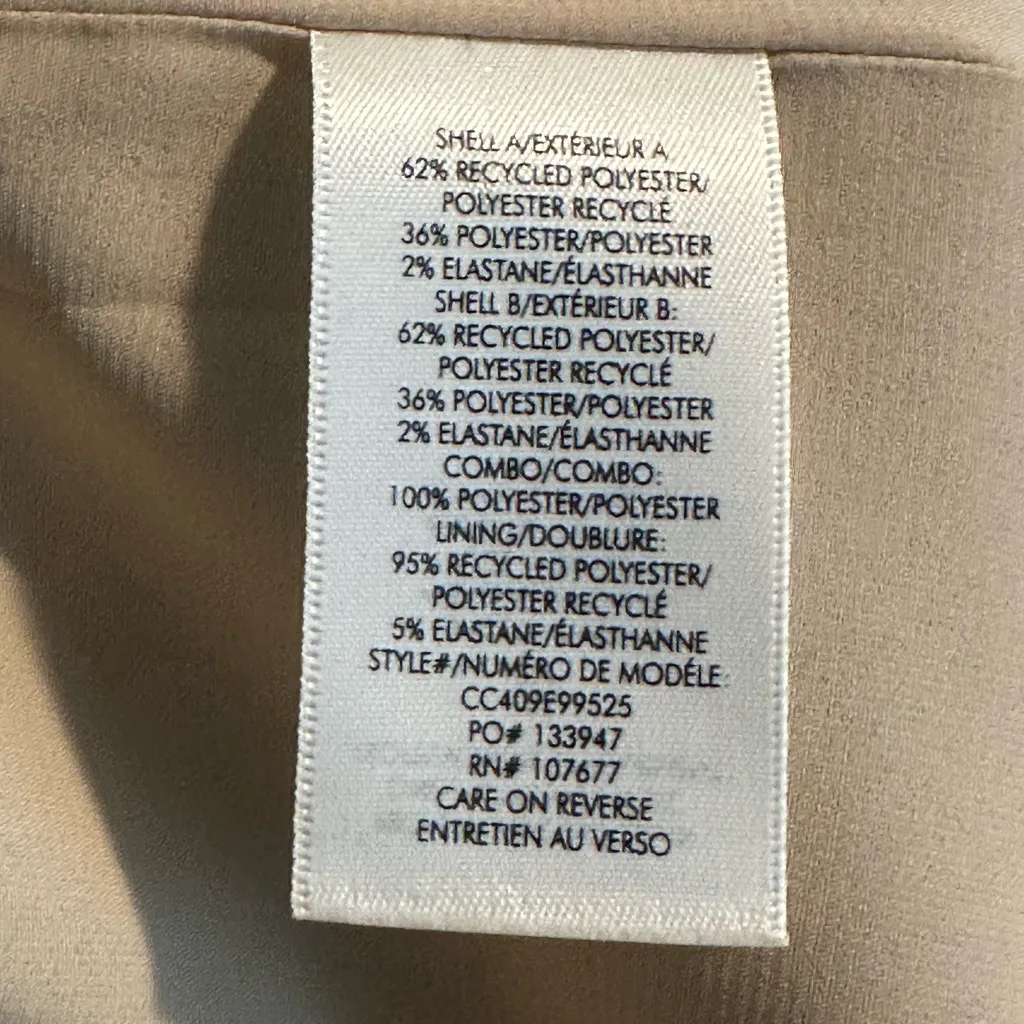 SHELL A/EXTÉRIEUR A
62% RECYCLED POLYESTER/
POLYESTER RECYCLÉ
36% POLYESTER/POLYESTER
2% ELASTANE/ÉLASTHANNE
SHELL B/EXTÉRIEUR B:
62% RECYCLED POLYESTER/
POLYESTER RECYCLÉ
36% POLYESTER/POLYESTER
2% ELASTANE/ÉLASTHANNE
COMBO/COMBO:
100% POLYESTER/POLYESTER
LINING/DOUBLURE:
95% RECYCLED POLYESTER/
POLYESTER RECYCLÉ
5% ELASTANE/ÉLASTHANNE
STYLE#/NUMÉRO DE MODÉLE:
CC409E99525
PO# 133947
RN# 107677
CARE ON REVERSE
ENTRETIEN AU VERSO